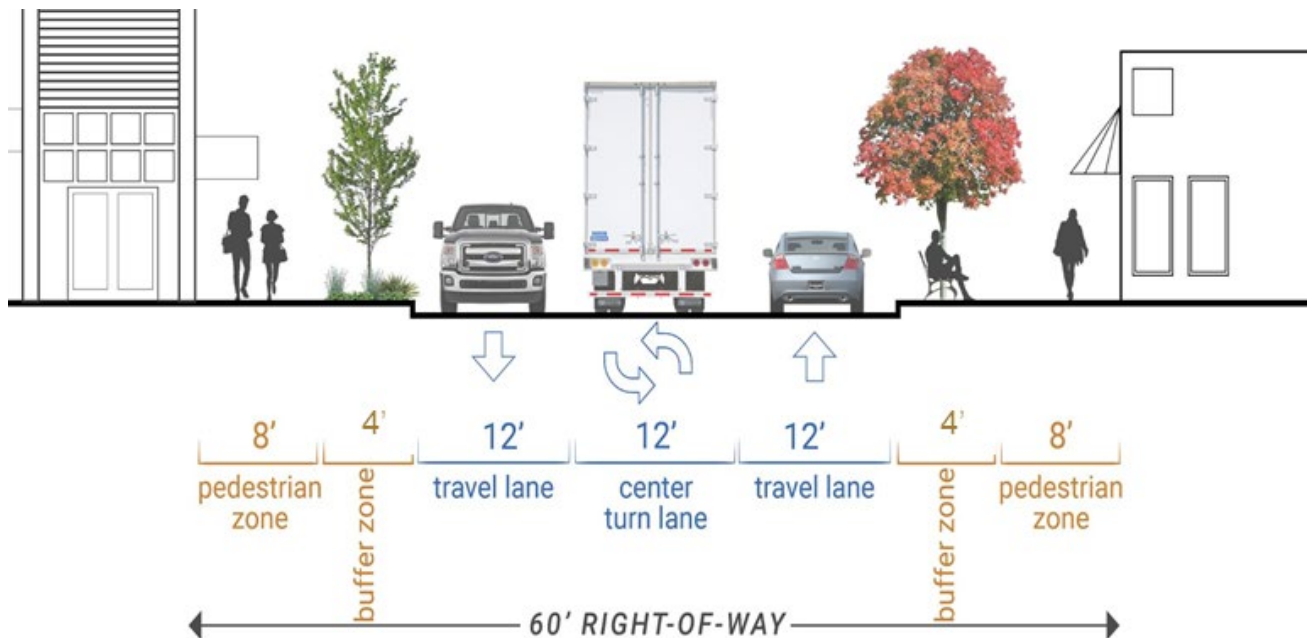 8’
4’
12’
12’
12’
4’
8’
pedestrian
zone
buffer zone
travel lane
center
turn lane
travel lane
buffer zone
pedestrian
zone
60’ RIGHT-OF-WAY